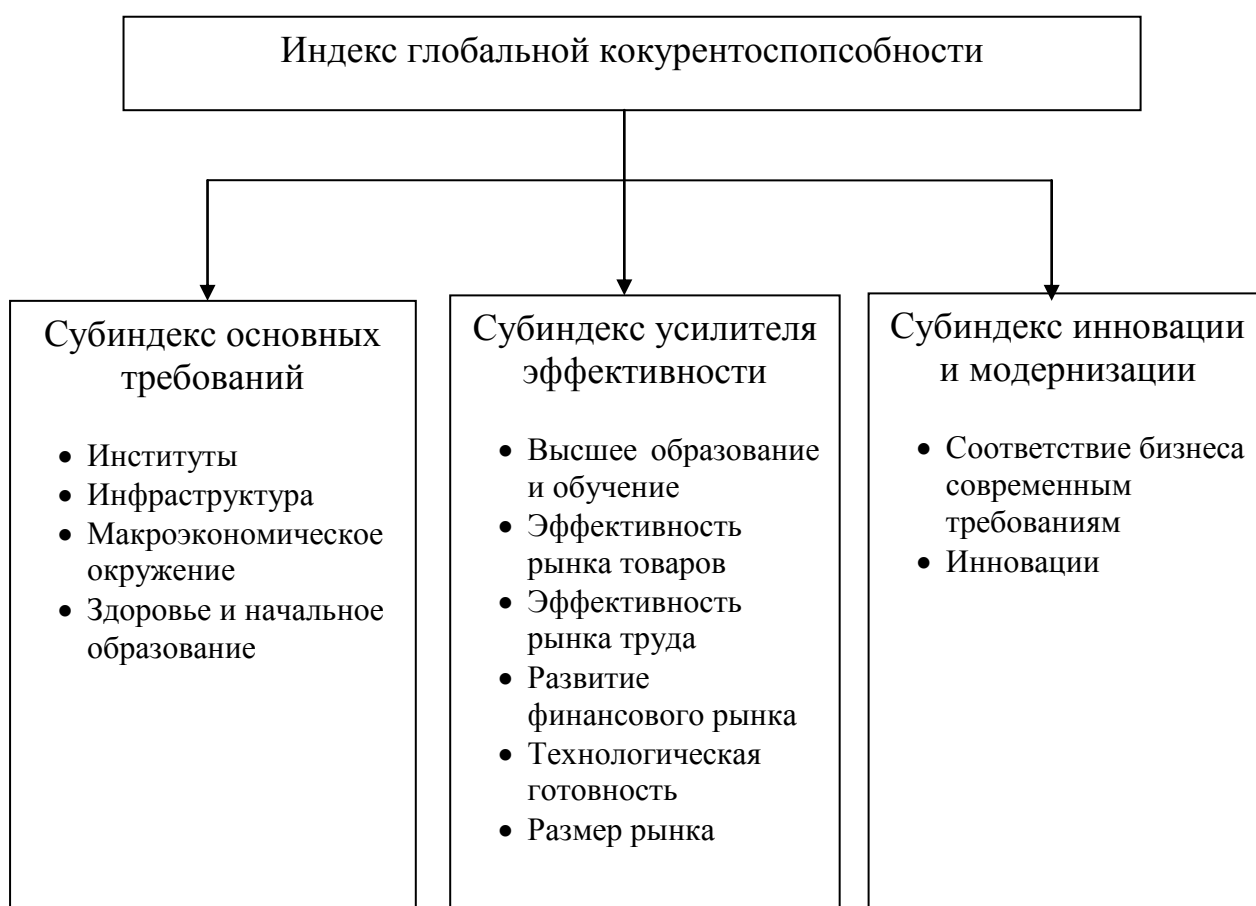 Индекс глобальной кокурентоспопсобности
Субиндекс основных
требований
• Институты
• Инфраструктура
• Макроэкономическое
окружение
• Здоровье и начальное
образование
Субиндекс усилителя
эффективности
• Высшее образование
и обучение
• Эффективность
рынка товаров
• Эффективность
рынка труда
• Развитие
финансового рынка
• Технологическая
готовность
• Размер рынка
Субиндекс инновации
и модернизации
• Соответствие бизнеса
современным
требованиям
• Инновации